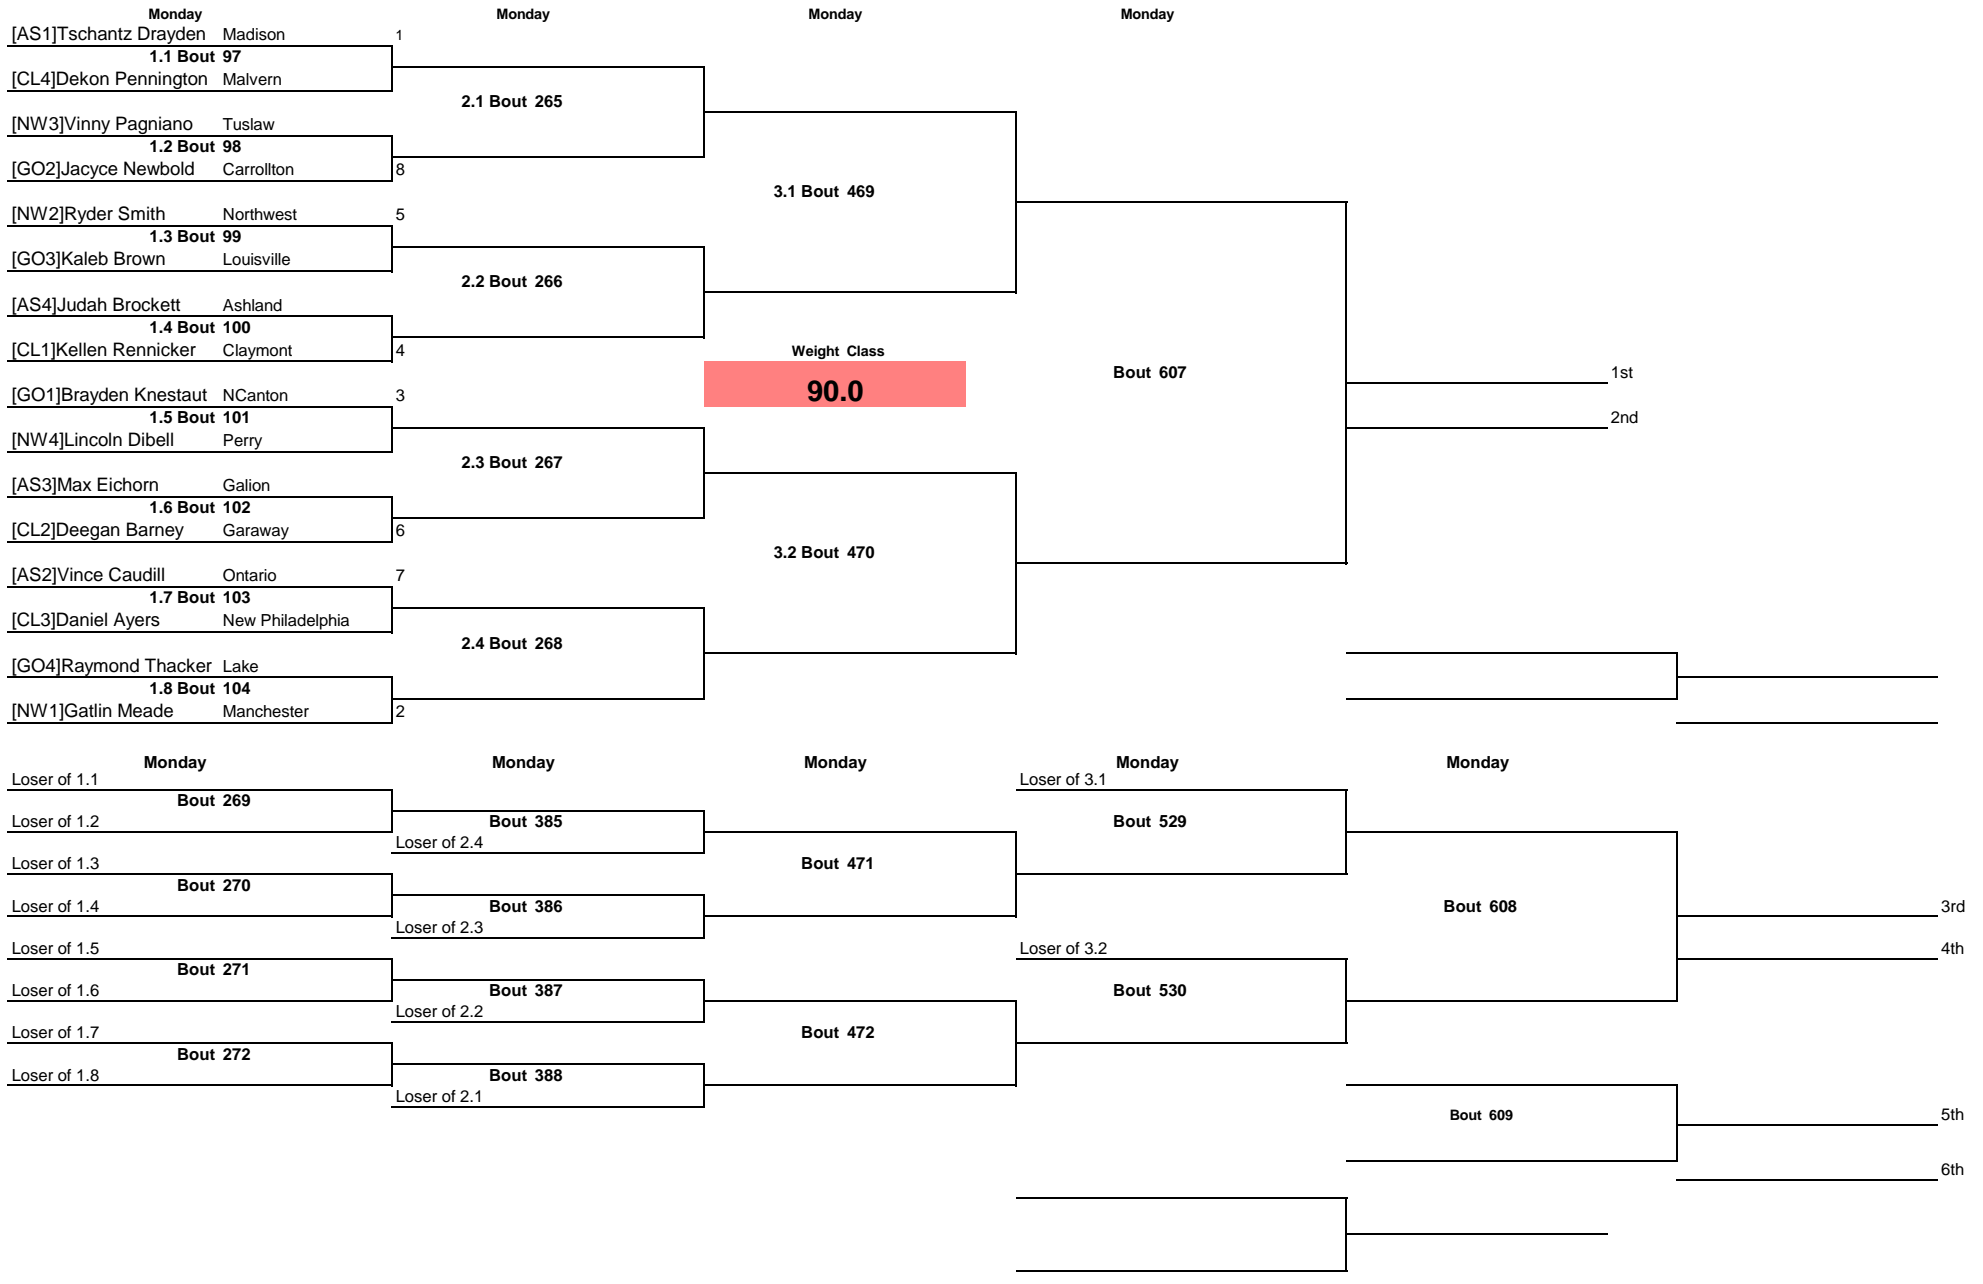 Monday Monday Monday Monday
[AS1]Tschantz Drayden Madison 1
1.1 Bout 97
[CL4]Dekon Pennington Malvern
2.1 Bout 265
[NW3]Vinny Pagniano Tuslaw
1.2 Bout 98
[GO2]Jacyce Newbold Carrollton 8
3.1 Bout 469
[NW2]Ryder Smith Northwest 5
1.3 Bout 99
[GO3]Kaleb Brown Louisville
2.2 Bout 266
[AS4]Judah Brockett Ashland
1.4 Bout 100
[CL1]Kellen Rennicker Claymont 4
Weight Class
Bout 607 1st
[GO1]Brayden Knestaut NCanton 3 90.0
1.5 Bout 101 2nd
[NW4]Lincoln Dibell Perry
2.3 Bout 267
[AS3]Max Eichorn Galion
1.6 Bout 102
[CL2]Deegan Barney Garaway 6
3.2 Bout 470
[AS2]Vince Caudill Ontario 7
1.7 Bout 103
[CL3]Daniel Ayers New Philadelphia
2.4 Bout 268
[GO4]Raymond Thacker Lake
1.8 Bout 104
[NW1]Gatlin Meade Manchester 2
Monday Monday Monday Monday Monday
Loser of 1.1 Loser of 3.1
Bout 269
Loser of 1.2 Bout 385 Bout 529
Loser of 2.4
Loser of 1.3 Bout 471
Bout 270
Loser of 1.4 Bout 386 Bout 608 3rd
Loser of 2.3
Loser of 1.5 Loser of 3.2 4th
Bout 271
Loser of 1.6 Bout 387 Bout 530
Loser of 2.2
Loser of 1.7 Bout 472
Bout 272
Loser of 1.8 Bout 388
Loser of 2.1
Bout 609 5th
6th